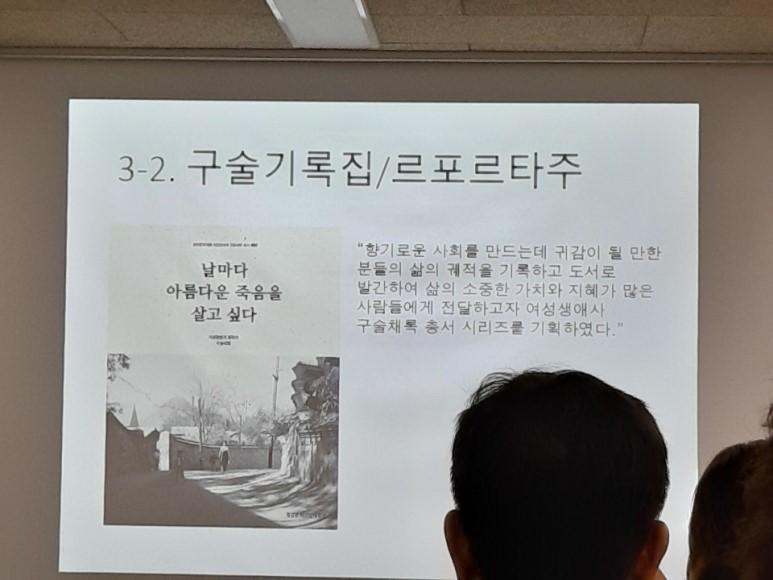 3-2. 구술기록집/르포르타주
날마다
아름다운 죽음을
살고 싶다
"향기로운 사회를 만드는데 귀감이 될 만한
분들의 삶의 궤적을 기록하고 도서로
발간하여 삶의 소중한 가치와 지혜가 많은
사람들에게 전달하고자 여성생애사
구술채록 총서 시리즈를 기획하였다."